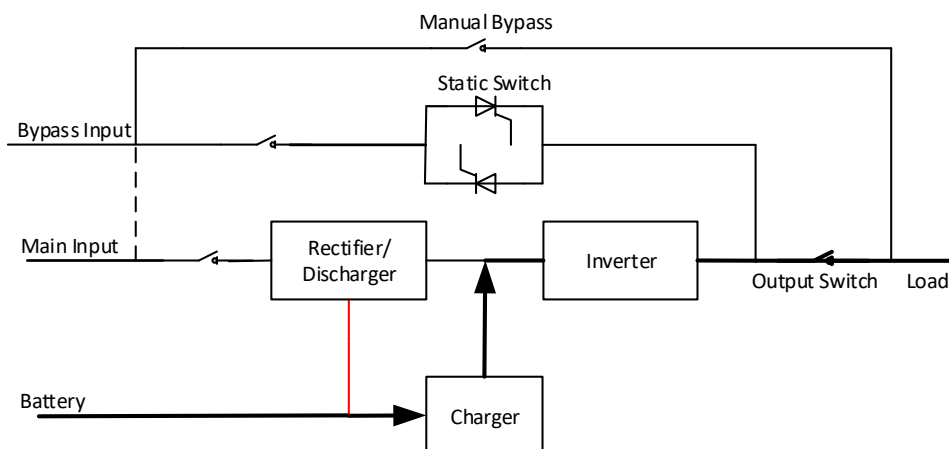 Manual Bypass
Static Switch
Bypass Input
Main Input
Rectifier/
Discharger
Inverter
Output Switch
Load
Battery
Charger